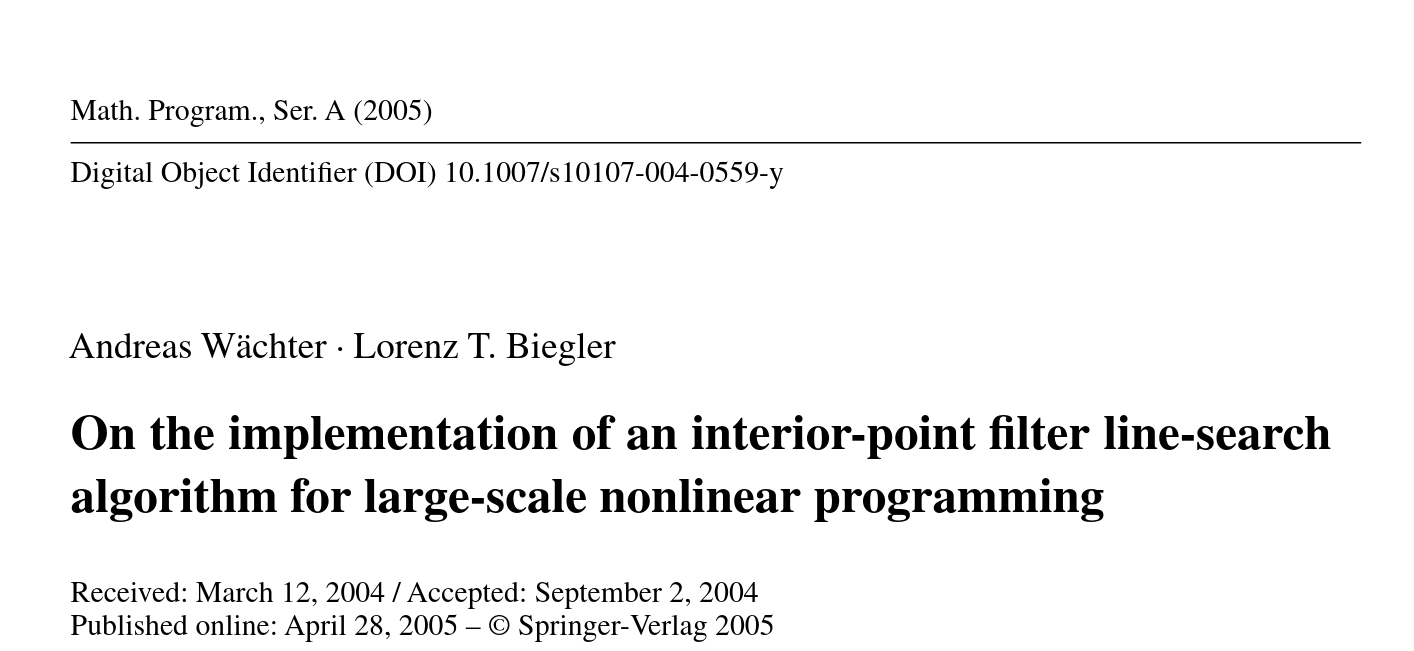 Math. Program., Ser. A (2005)
Digital Object Identifier (DOI) 10.1007/s10107-004-0559-y
Andreas Wächter · Lorenz T. Biegler
On the implementation of an interior-point filter line-search
algorithm for large-scale nonlinear programming
Received: March 12, 2004 / Accepted: September 2, 2004
Published online: April 28, 2005 – © Springer-Verlag 2005